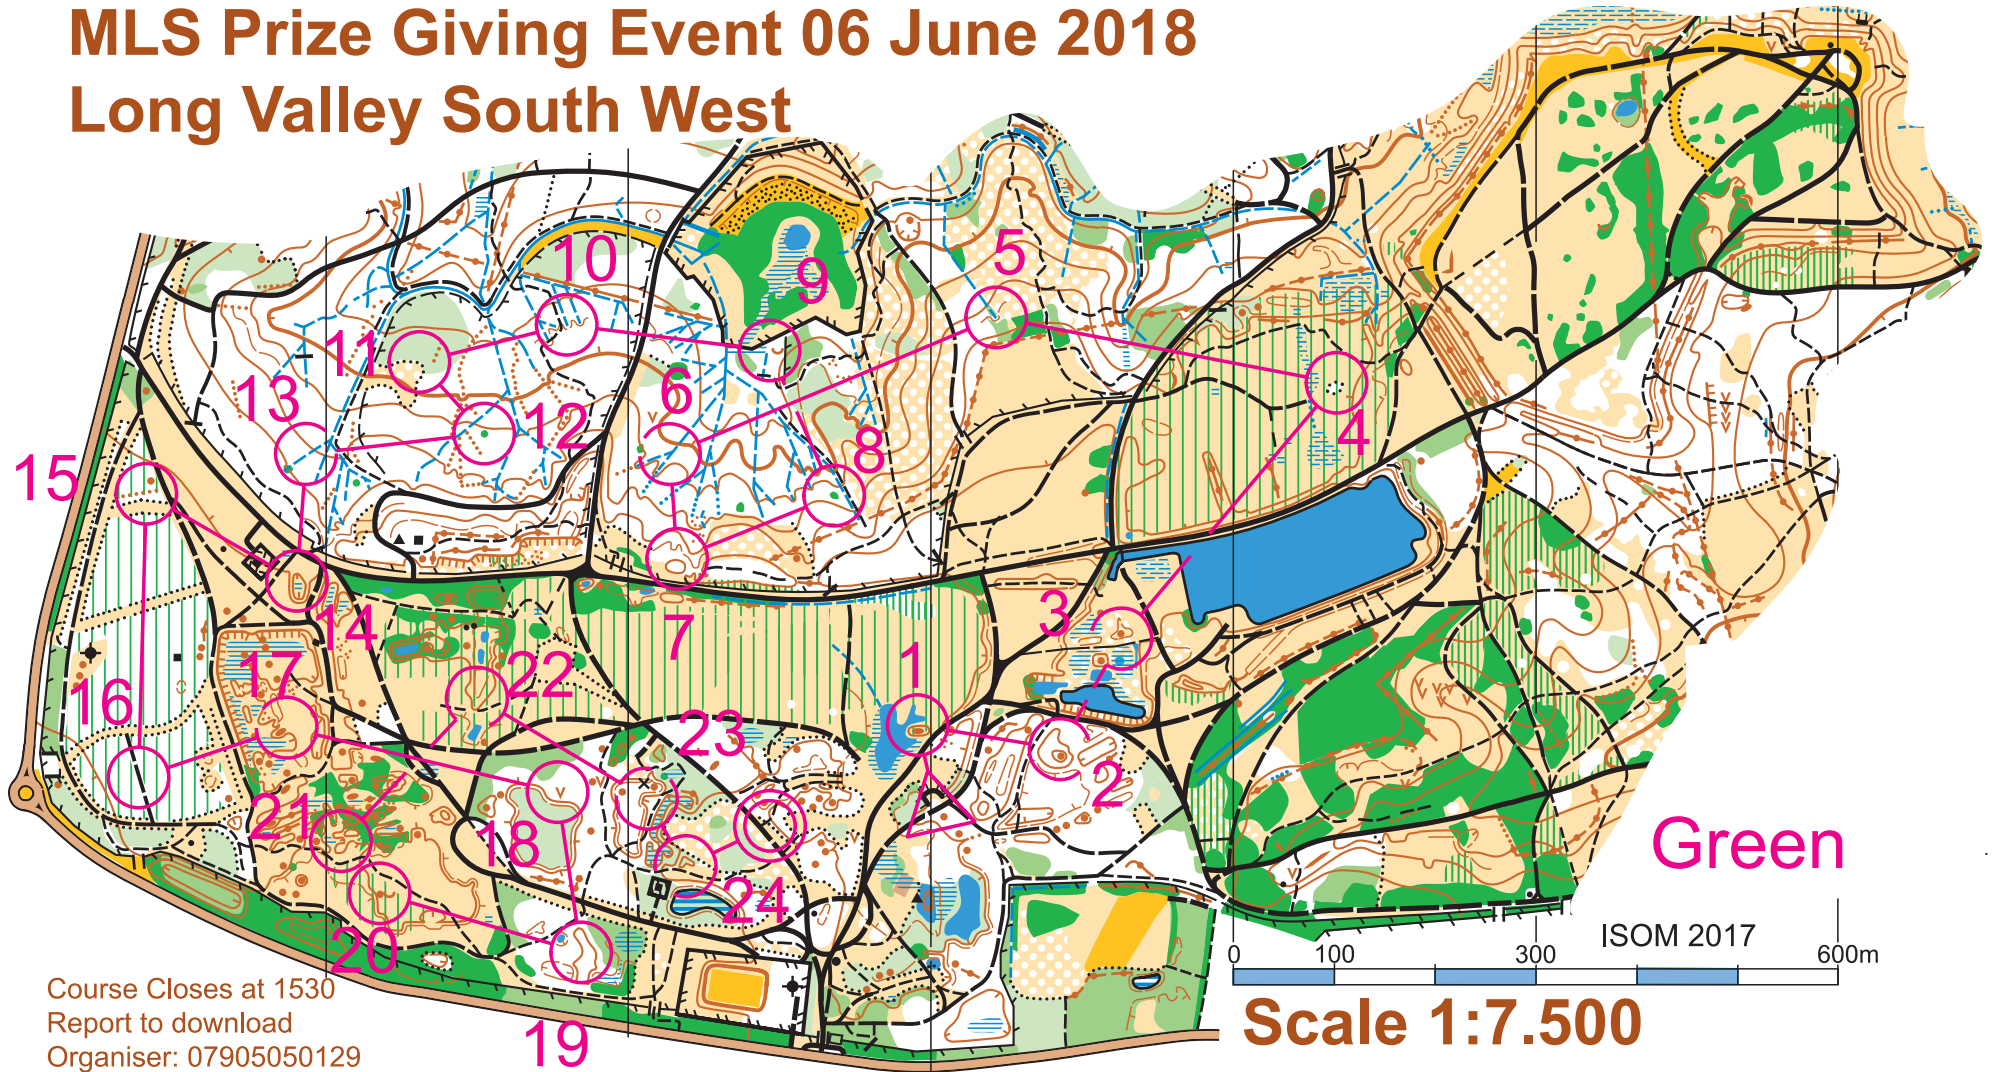 MLS Prize Giving Event 06 June 2018
Long Valley South West
10
5
9
11
6
13
12
8
4
15
3
14
7
1
17
22
16
23
2
21
18
Green
24
20
ISOM 2017
0 100 300 600m
Course Closes at 1530
Report to download
Scale 1:7.500
19
Organiser: 07905050129